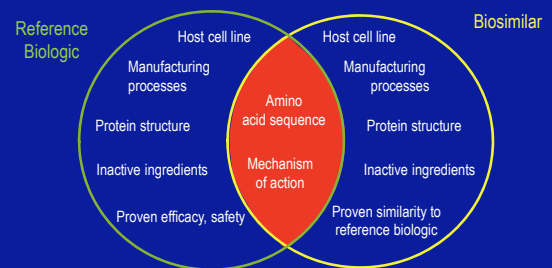 Reference
Biologic
Biosimilar
Host cell line
Manufacturing
processes
Protein structure
Inactive ingredients
Proven efficacy, safety
Amino
acid sequence
Mechanism
of action
Host cell line
Manufacturing
processes
Protein structure
Inactive ingredients
Proven similarity to
reference biologic